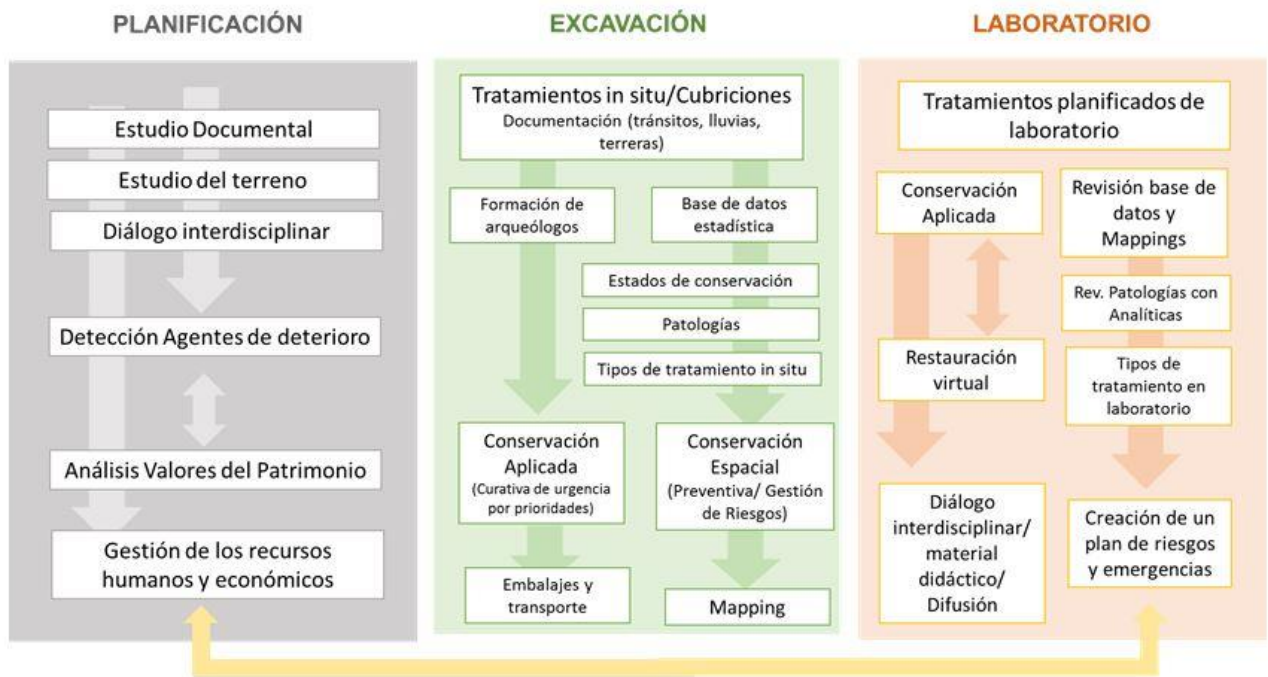 PLANIFICACIÓN
Estudio Documental
Estudio del terreno
Diálogo interdisciplinar
Detección Agentes de deterioro
Análisis Valores del Patrimonio
Gestión de los recursos
humanos y económicos
EXCAVACIÓN
Tratamientos in situ/Cubriciones
Documentación (tránsitos, lluvias,
terreras)
Formación de
arqueólogos
Base de datos
estadística
Estados de conservación
Patologías
Tipos de tratamiento in situ
Conservación
Aplicada
(Curativa de urgencia
por prioridades)
Conservación
Espacial
(Preventiva/ Gestión
de Riesgos)
Embalajes y
transporte
Mapping
LABORATORIO
Tratamientos planificados de
laboratorio
Conservación
Aplicada
Revisión base de
datos y
Mappings
Rev. Patologías con
Analíticas
Restauración
virtual
Tipos de
tratamiento en
laboratorio
Diálogo
interdisciplinar/
material
didáctico/
Difusión
Creación de un
plan de riesgos
y emergencias